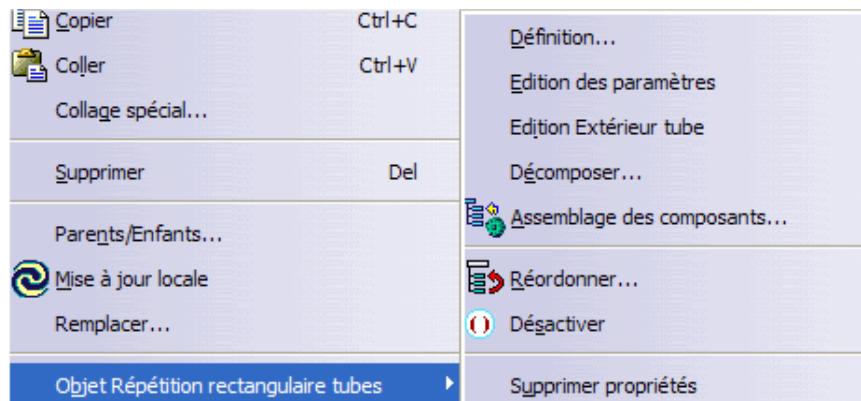 Copier Ctrl+C
Coller Ctrl+V
Collage spécial...
Supprimer Del
Parents/Enfants...
Mise à jour locale
Remplacer...
Objet Répétition rectangulaire tubes
Définition...
Edition des paramètres
Edition Extérieur tube
Décomposer...
Assemblage des composants...
Réordonner...
Désactiver
Supprimer propriétés